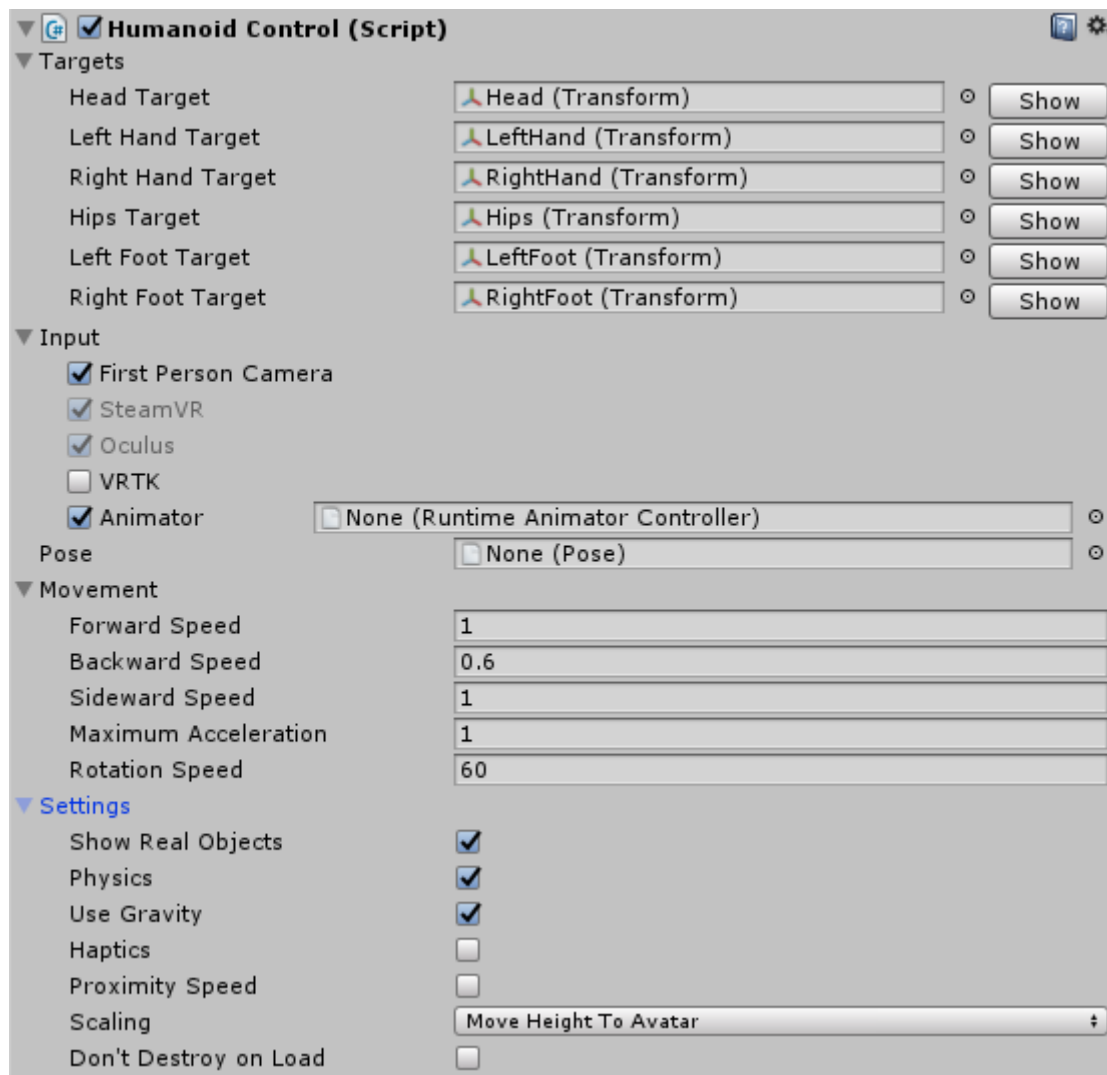 Humanoid Control (Script)
Targets
Head Target Head (Transform) Show
Left Hand Target LeftHand (Transform) Show
Right Hand Target RightHand (Transform) Show
Hips Target Hips (Transform) Show
Left Foot Target LeftFoot (Transform) Show
Right Foot Target RightFoot (Transform) Show
Input
First Person Camera
SteamVR
Oculus
VRTK
Animator None (Runtime Animator Controller)
Pose None (Pose)
Movement
Forward Speed 1
Backward Speed 0.6
Sideward Speed 1
Maximum Acceleration 1
Rotation Speed 60
Settings
Show Real Objects
Physics
Use Gravity
Haptics
Proximity Speed
Scaling Move Height To Avatar
Don't Destroy on Load